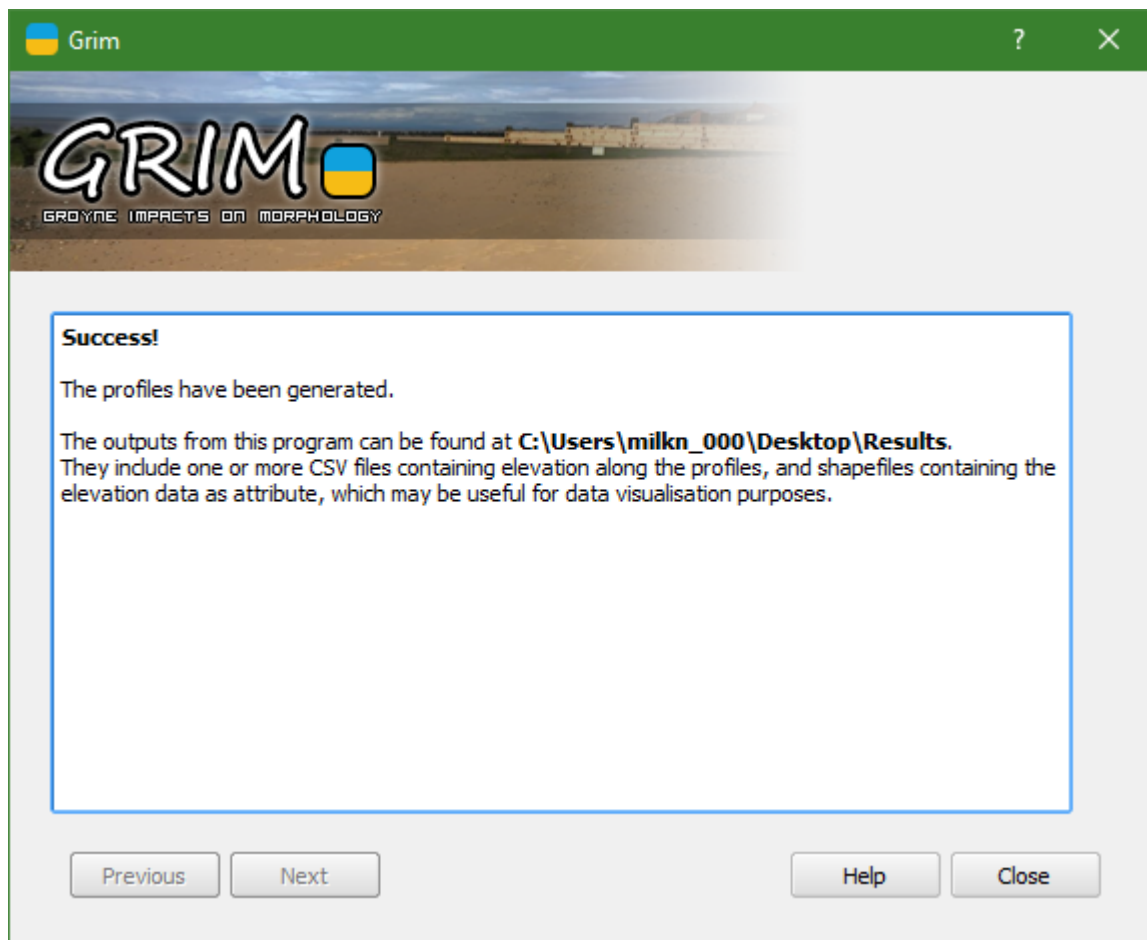 Grim
GRIM
GROYNE IMPACTS ON MORPHOLOGY
Success!
The profiles have been generated.
The outputs from this program can be found at C:\Users\milkn_000\Desktop\Results.
They include one or more CSV files containing elevation along the profiles, and shapefiles containing the
elevation data as attribute, which may be useful for data visualisation purposes.
Previous Next Help Close